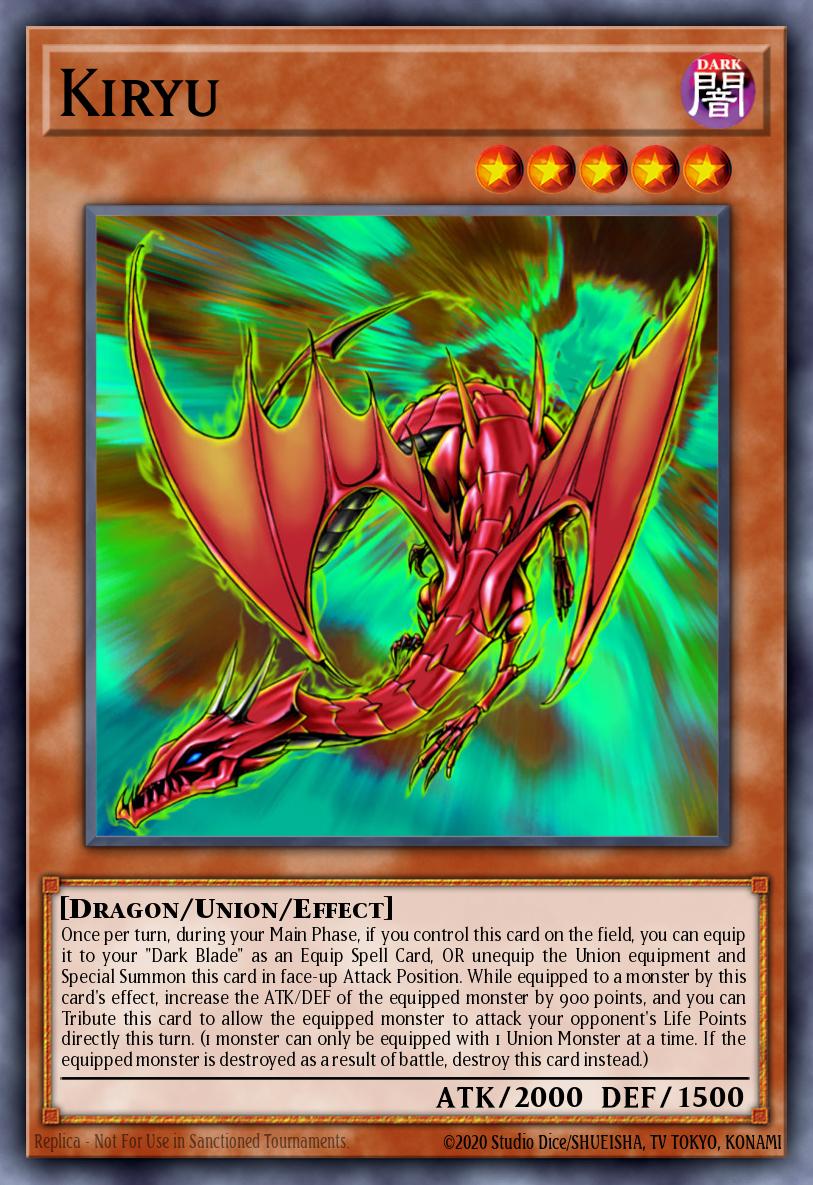 Kiryu
DARK
闇
[Dragon/Union/Effect]
Once per turn, during your Main Phase, if you control this card on the field, you can equip
it to your "Dark Blade" as an Equip Spell Card, OR unequip the Union equipment and
Special Summon this card in face-up Attack Position. While equipped to a monster by this
card's effect, increase the ATK/DEF of the equipped monster by 900 points, and you can
Tribute this card to allow the equipped monster to attack your opponent's Life Points
directly this turn. (1 monster can only be equipped with 1 Union Monster at a time. If the
equipped monster is destroyed as a result of battle, destroy this card instead.)
ATK/2000 DEF/1500
Replica - Not For Use in Sanctioned Tournaments.
©2020 Studio Dice/SHUEISHA, TV TOKYO, KONAMI